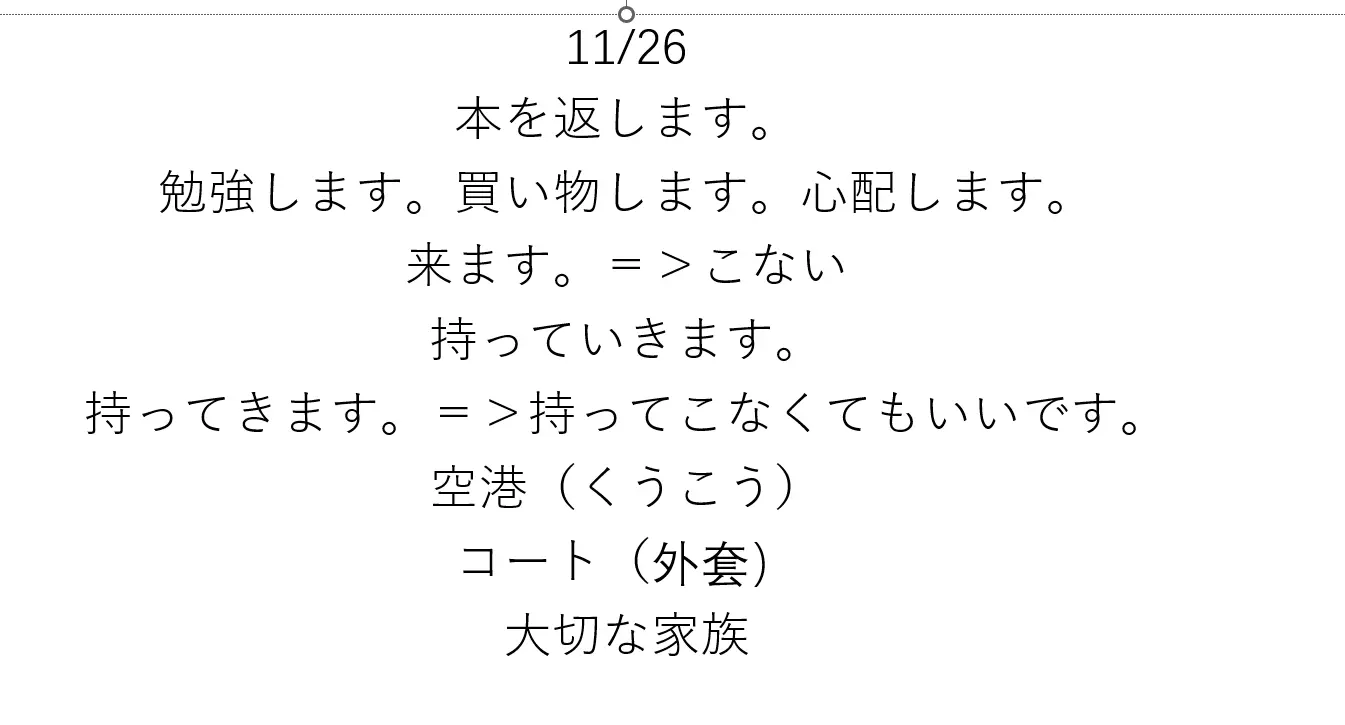 11/26
本を返します。
勉強します。買い物します。心配します。
来ます。＝＞こない
持っていきます。
持ってきます。＝＞持ってこなくてもいいです。
空港（くうこう）
コート（外套)
大切な家族